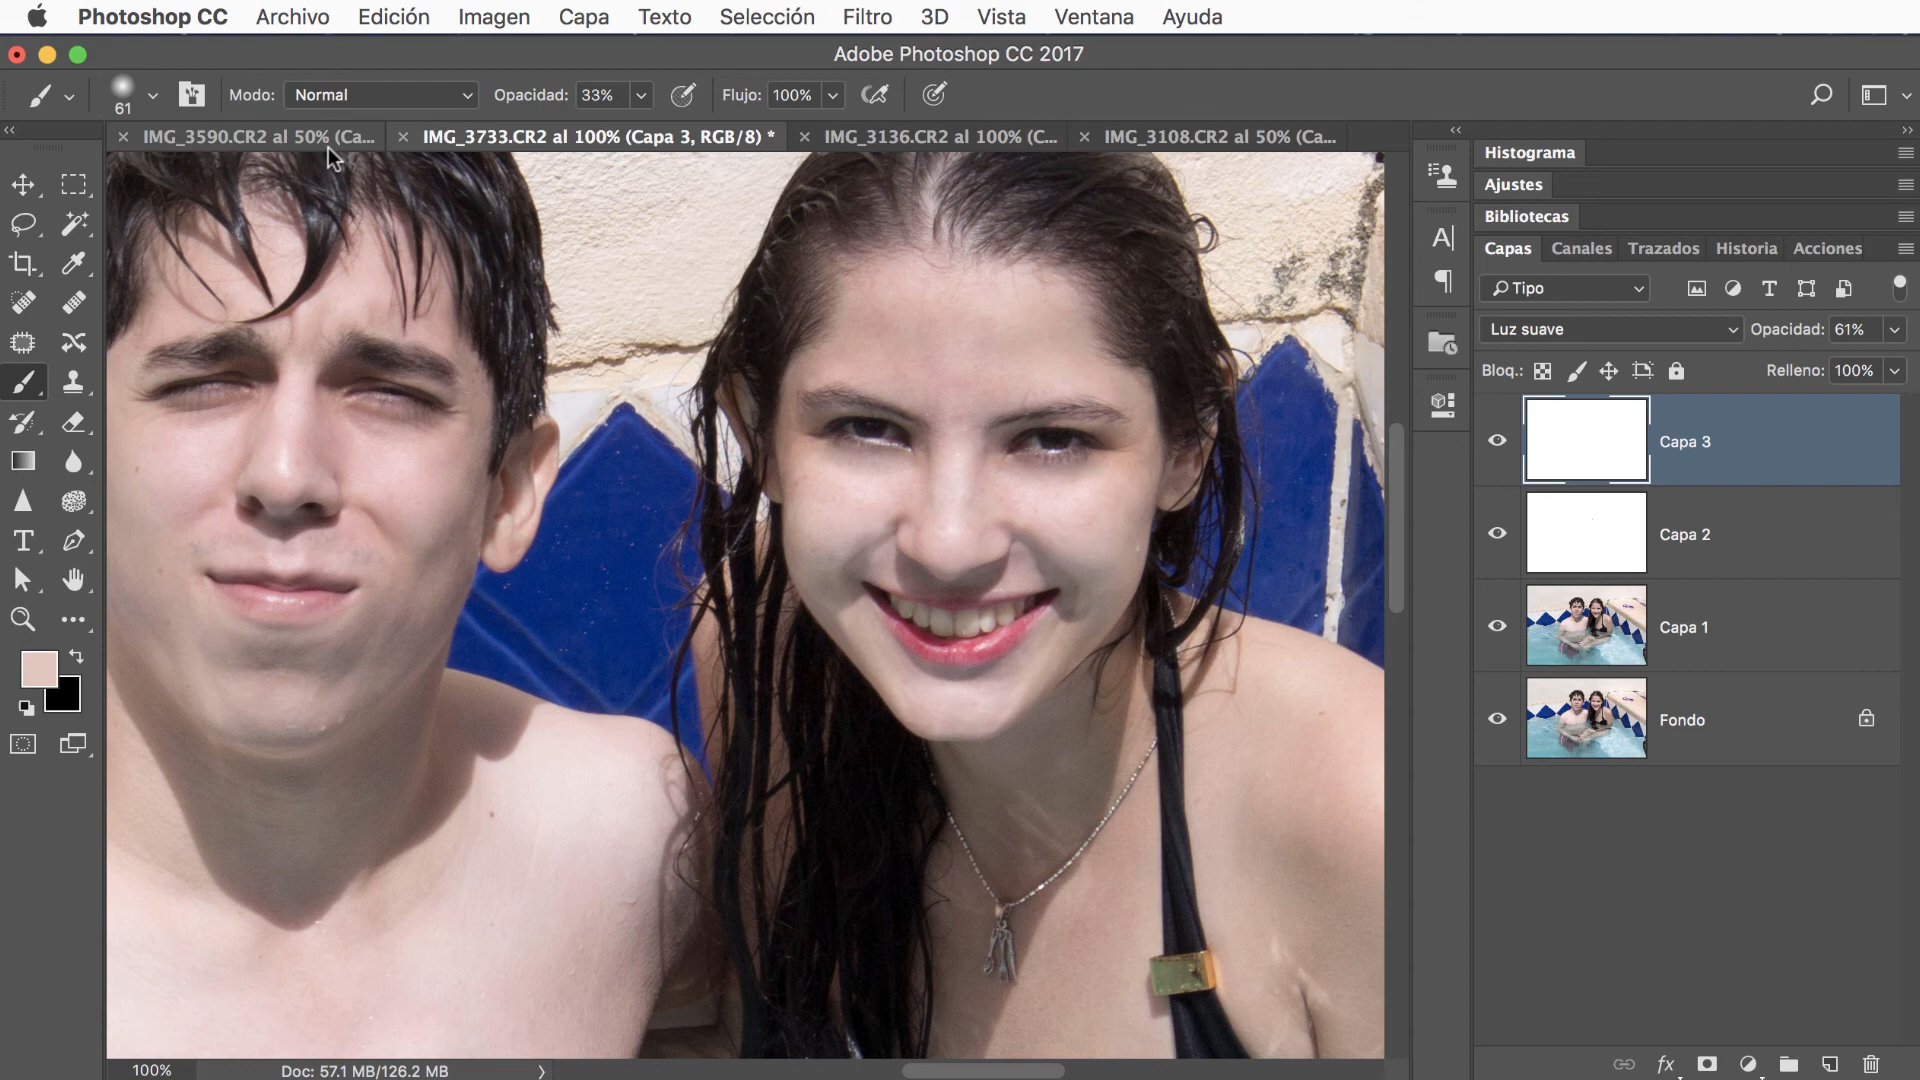 Photoshop CC Archivo Edición Imagen Capa Texto Selección Filtro 3D Vista Ventana Ayuda
Adobe Photoshop CC 2017
61 Modo: Normal Opacidad: 33% Flujo: 100%
IMG_3590.CR2 al 50% (Ca... IMG_3733.CR2 al 100% (Capa 3, RGB/8) * IMG_3136.CR2 al 100% (C... IMG_3108.CR2 al 50% (Ca...
Histograma
Ajustes
Bibliotecas
Capas Canales Trazados Historia Acciones
Tipo
Luz suave Opacidad: 61%
Bloq.: Relleno: 100%
Capa 3
Capa 2
Capa 1
Fondo
100% Doc: 57.1 MB/126.2 MB
fx